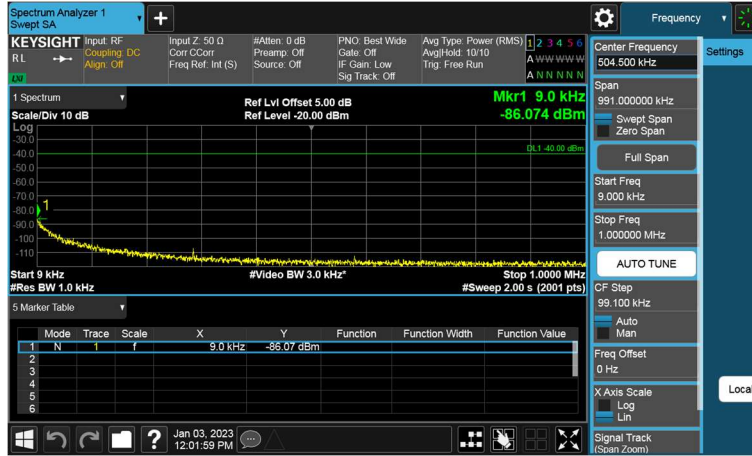 Spectrum Analyzer 1
Swept SA
Frequency
KEYSIGHT
RL
LXI
Input: RF
Coupling: DC
Align: Off
Input Z: 50 Ω
Corr CCorr
Freq Ref: Int (S)
#Atten: 0 dB
Preamp: Off
Source: Off
PNO: Best Wide
Gate: Off
IF Gain: Low
Sig Track: Off
Avg Type: Power (RMS)
Avg|Hold: 10/10
Trig: Free Run
1 2 3 4 5 6
A W W W W W
A N N N N N
1 Spectrum
Scale/Div 10 dB
Ref Lvl Offset 5.00 dB
Ref Level -20.00 dBm
Mkr1 9.0 kHz
-86.074 dBm
Log
-30.0
-40.0
-50.0
-60.0
-70.0
-80.0
-90.0
-100
-110
DL1 -40.00 dBm
1
Start 9 kHz
#Video BW 3.0 kHz*
Stop 1.0000 MHz
#Res BW 1.0 kHz
#Sweep 2.00 s (2001 pts)
5 Marker Table
Mode Trace Scale X Y Function Function Width Function Value
1 N 1 f 9.0 kHz -86.07 dBm
2
3
4
5
6
Jan 03, 2023
12:01:59 PM
Center Frequency
504.500 kHz
Settings
Span
991.000000 kHz
Swept Span
Zero Span
Full Span
Start Freq
9.000 kHz
Stop Freq
1.000000 MHz
AUTO TUNE
CF Step
99.100 kHz
Auto
Man
Freq Offset
0 Hz
X Axis Scale
Log
Lin
Local
Signal Track
(Span Zoom)